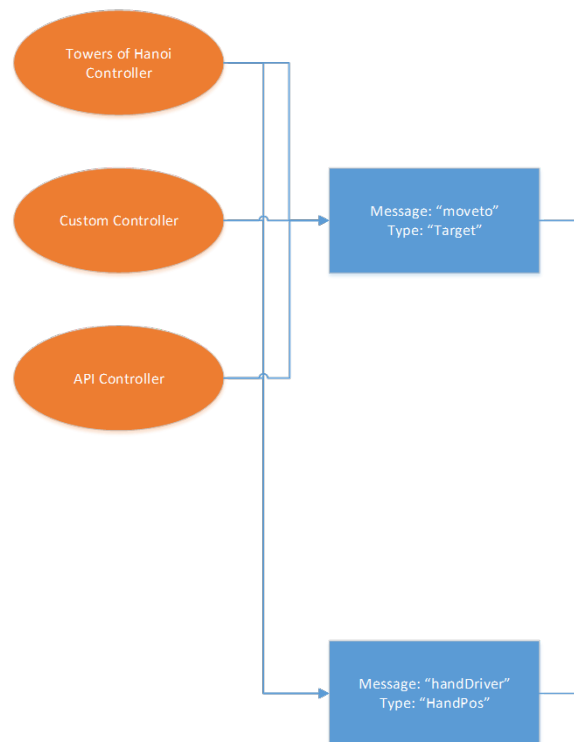 Towers of Hanoi
Controller
Custom Controller
Message: “moveto”
Type: “Target”
API Controller
Message: “handDriver”
Type: “HandPos”